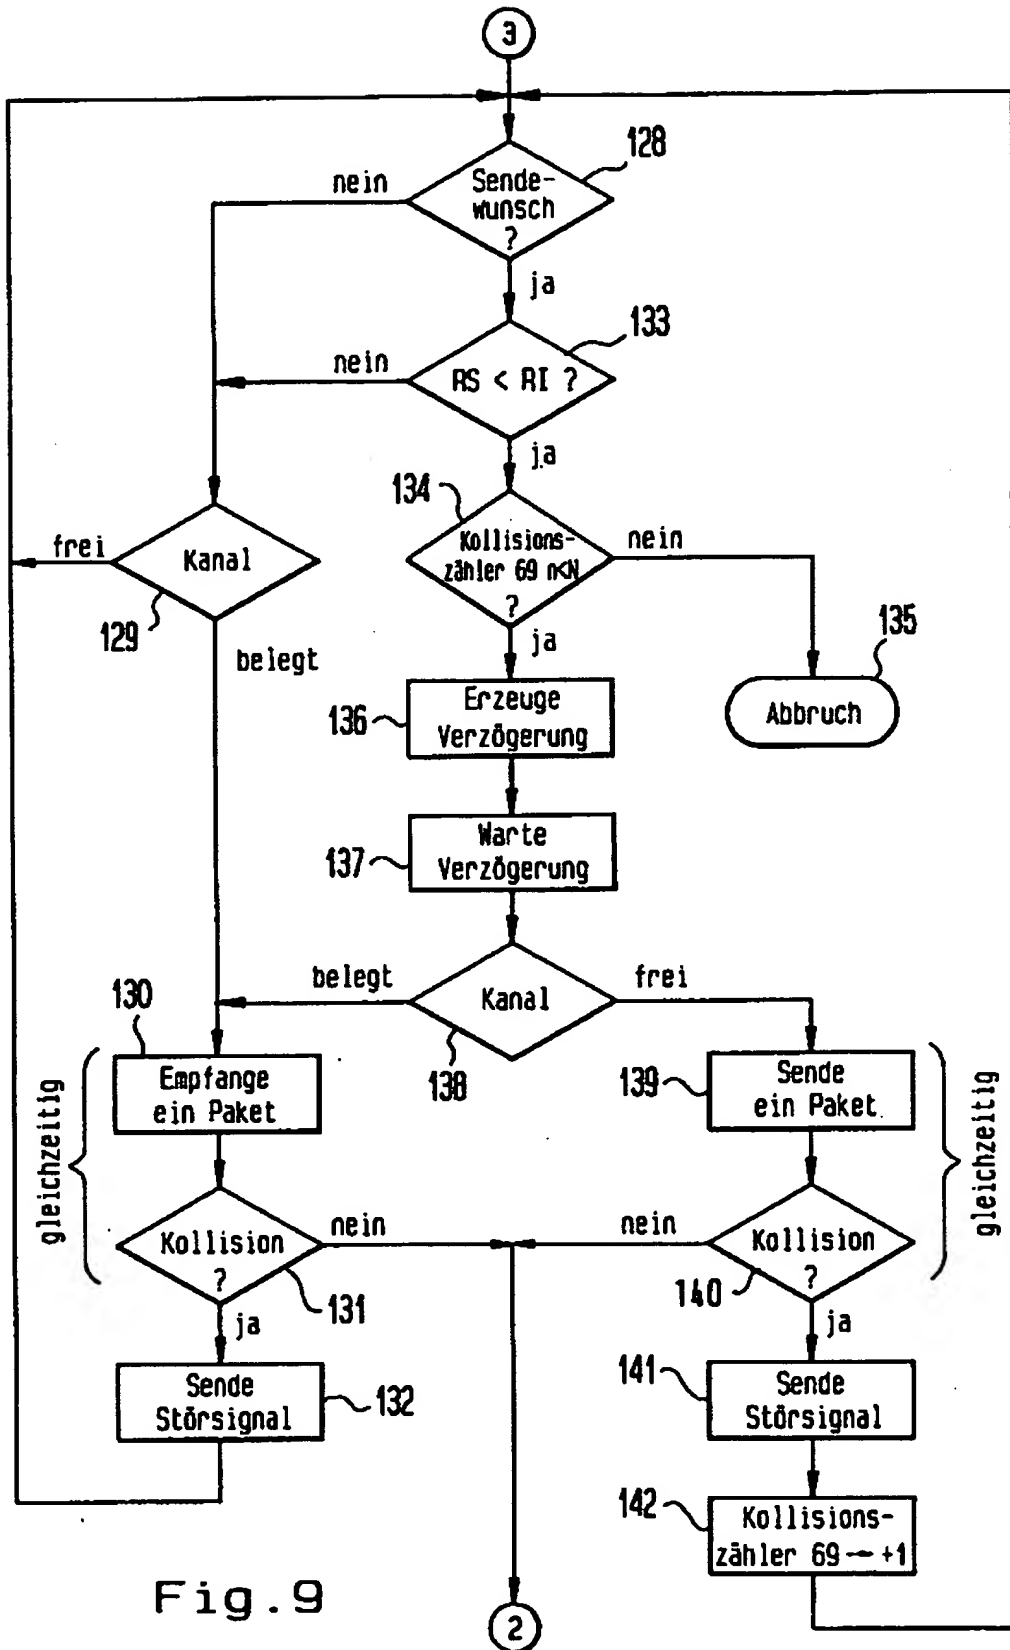 3
128
nein
Sende-
wunsch
?
ja
133
nein
RS < RI ?
ja
134
frei
Kanal
Kollisions-
zähler 69 n<N
?
nein
129
135
belegt
ja
136
Erzeuge
Verzögerung
Abbruch
137
Warte
Verzögerung
belegt
frei
130
Kanal
138
gleichzeitig
Empfange
ein Paket
139
Sende
ein Paket
gleichzeitig
Kollision
?
nein
nein
Kollision
?
131
140
ja
ja
Sende
Störsignal
132
141
Sende
Störsignal
142
Kollisions-
zähler 69 ← +1
Fig.9
2